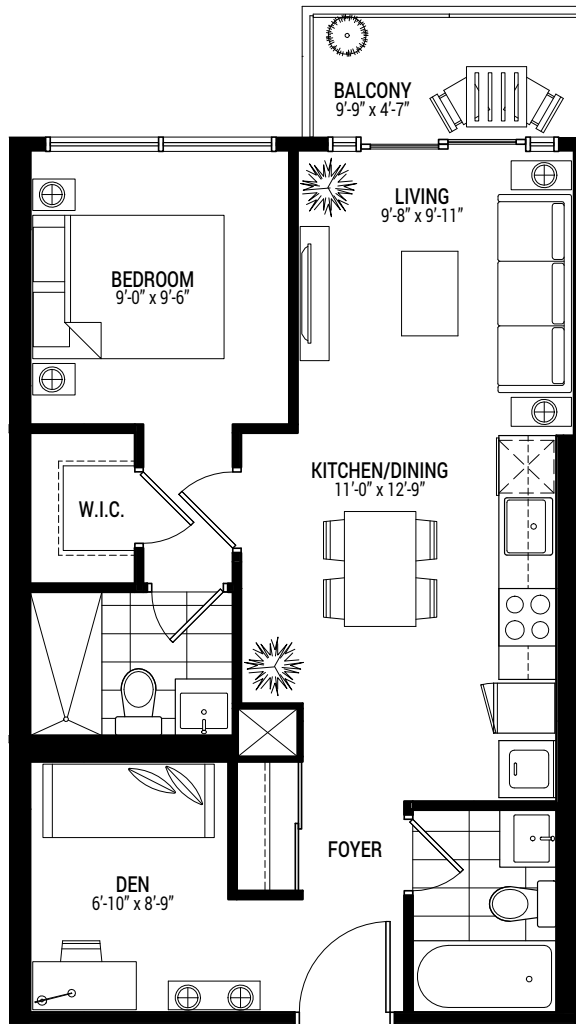 BALCONY
9'-9" x 4'-7"
LIVING
9'-8" x 9'-11"
BEDROOM
9'-0" x 9'-6"
KITCHEN/DINING
11'-0" x 12'-9"
W.I.C.
FOYER
DEN
6'-10" x 8'-9"